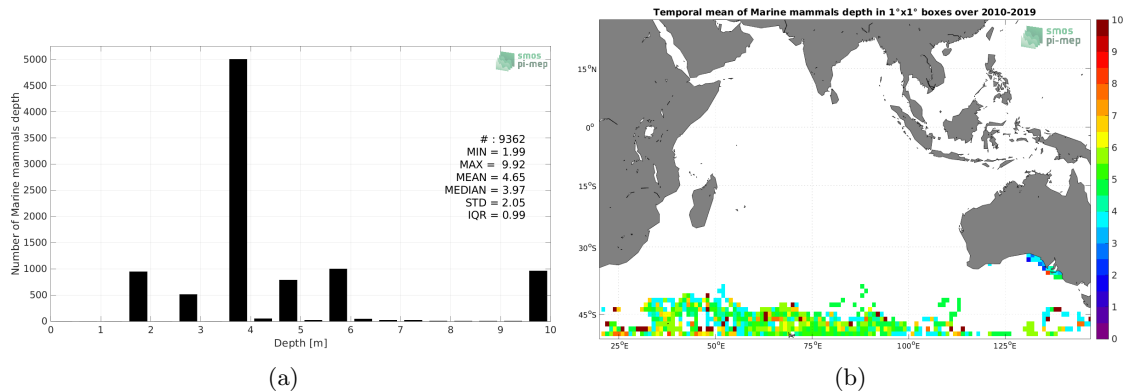 5000
4500
4000
3500
3000
2500
2000
1500
1000
500
0
Number of Marine mammals depth
smos
pi-mep
# : 9362
MIN = 1.99
MAX = 9.92
MEAN = 4.65
MEDIAN = 3.97
STD = 2.05
IQR = 0.99
0 1 2 3 4 5 6 7 8 9 10
Depth [m]
(a)
Temporal mean of Marine mammals depth in 1°x1° boxes over 2010-2019
smos
pi-mep
15°N
0°
15°S
30°S
45°S
25°E 50°E 75°E 100°E 125°E
10
9
8
7
6
5
4
3
2
1
0
(b)